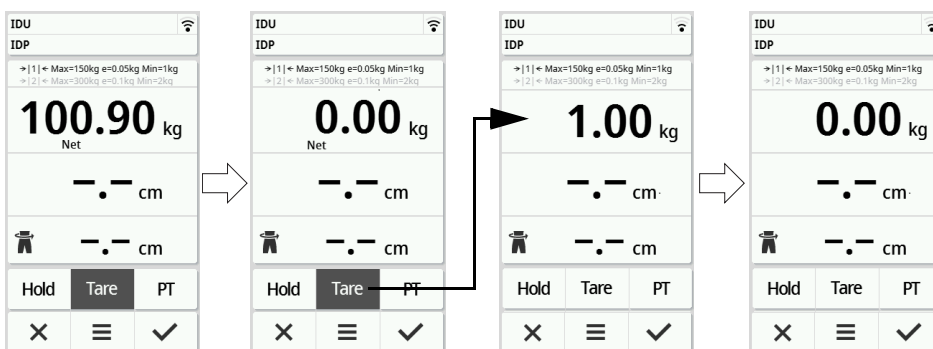 IDU
IDP
→|1|← Max=150kg e=0.05kg Min=1kg
→|2|← Max=300kg e=0.1kg Min=2kg
100.90 kg
Net
–.– cm
–.– cm
Hold Tare PT
IDU
IDP
→|1|← Max=150kg e=0.05kg Min=1kg
→|2|← Max=300kg e=0.1kg Min=2kg
0.00 kg
Net
–.– cm
–.– cm
Hold Tare PT
IDU
IDP
→|1|← Max=150kg e=0.05kg Min=1kg
→|2|← Max=300kg e=0.1kg Min=2kg
1.00 kg
–.– cm
–.– cm
Hold Tare PT
IDU
IDP
→|1|← Max=150kg e=0.05kg Min=1kg
→|2|← Max=300kg e=0.1kg Min=2kg
0.00 kg
–.– cm
–.– cm
Hold Tare PT